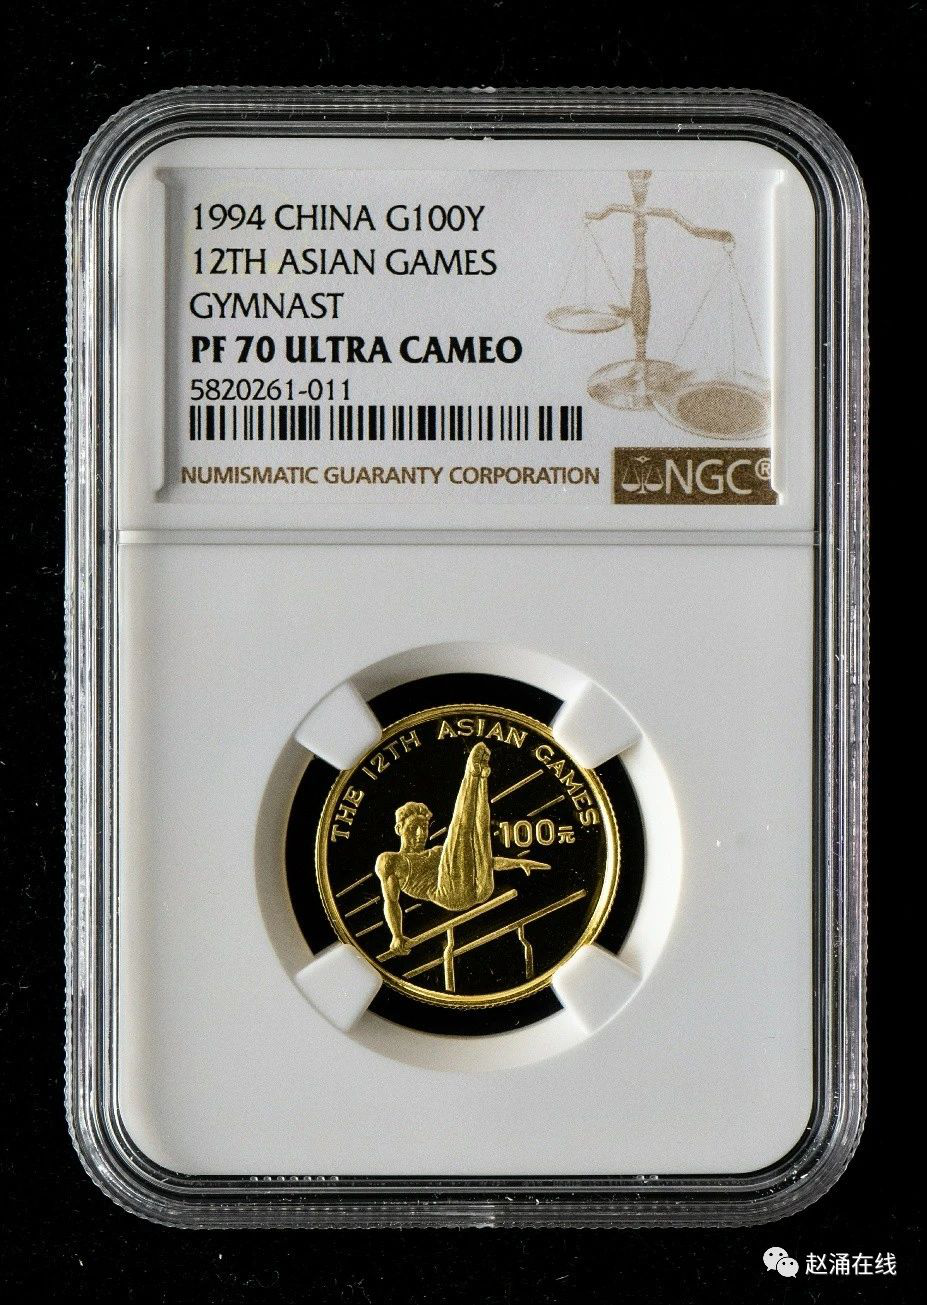 1994 CHINA G100Y
12TH ASIAN GAMES
GYMNAST
PF 70 ULTRA CAMEO
5820261-011
NUMISMATIC GUARANTY CORPORATION
NGC®
THE 12TH ASIAN GAMES
100元
赵涌在线